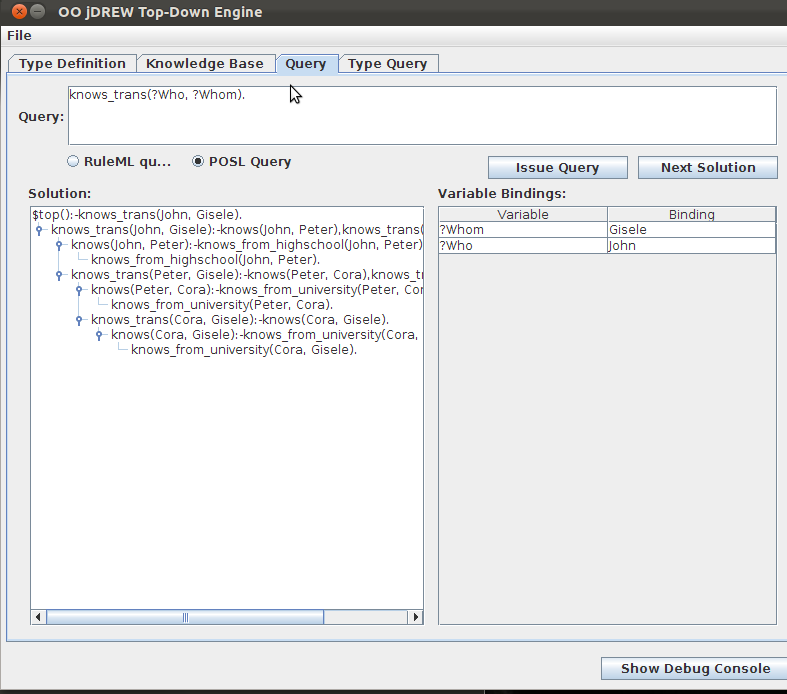 OO jDREW Top-Down Engine
File
Type Definition Knowledge Base Query Type Query
Query:
knows_trans(?Who, ?Whom).
RuleML qu... POSL Query
Issue Query Next Solution
Solution:
$top():-knows_trans(John, Gisele).
knows_trans(John, Gisele):-knows(John, Peter),knows_trans(
knows(John, Peter):-knows_from_highschool(John, Peter)
knows_from_highschool(John, Peter).
knows_trans(Peter, Gisele):-knows(Peter, Cora),knows_tr
knows(Peter, Cora):-knows_from_university(Peter, Cor
knows_from_university(Peter, Cora).
knows_trans(Cora, Gisele):-knows(Cora, Gisele).
knows(Cora, Gisele):-knows_from_university(Cora,
knows_from_university(Cora, Gisele).
Variable Bindings:
Variable Binding
?Whom Gisele
?Who John
Show Debug Console